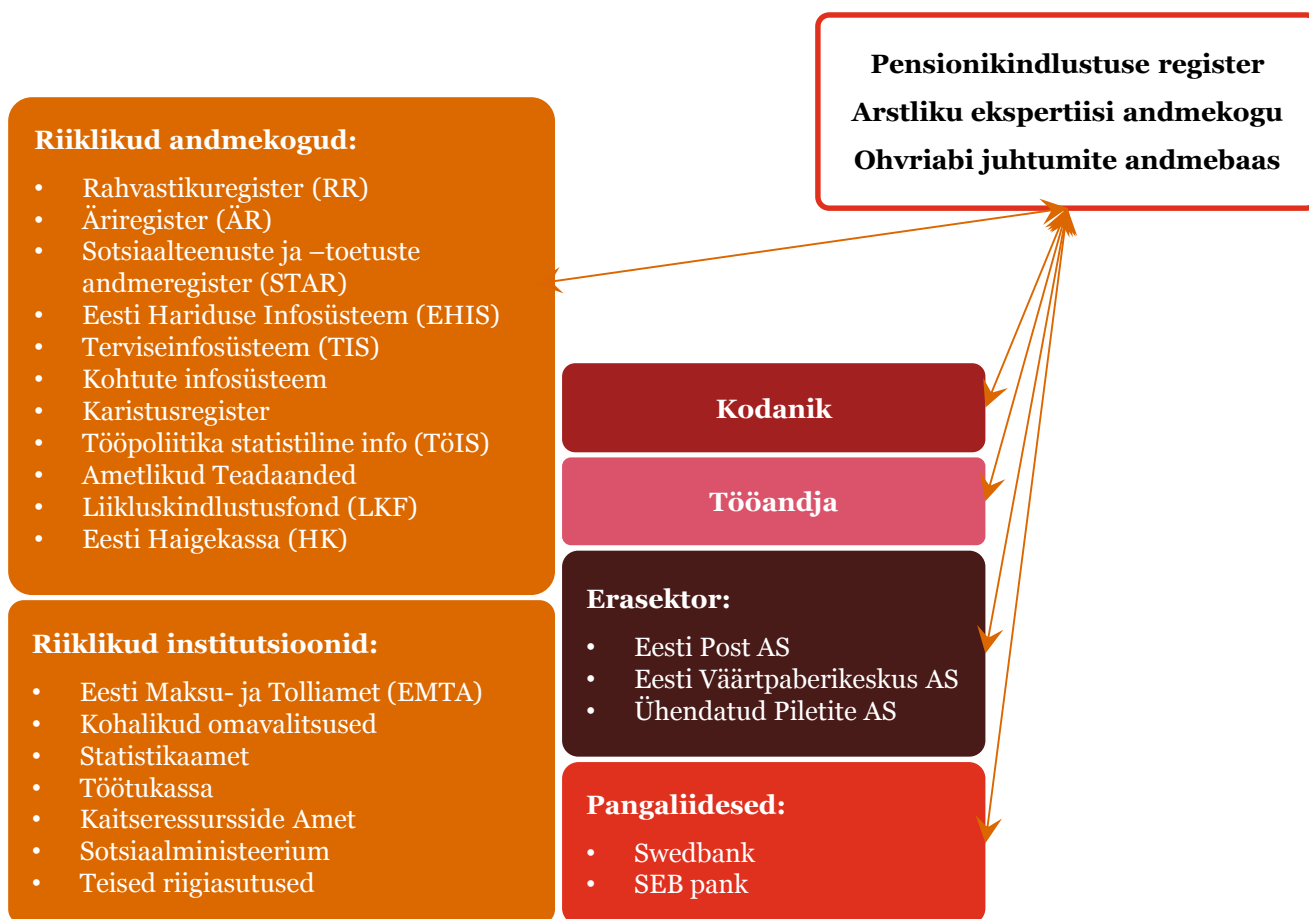 Pensionikindlustuse register
Arstliku ekspertiisi andmekogu
Ohvriabi juhtumite andmebaas
Riiklikud andmekogud:
• Rahvastikuregister (RR)
• Äriregister (ÄR)
• Sotsiaalteenuste ja –toetuste
andmeregister (STAR)
• Eesti Hariduse Infosüsteem (EHIS)
• Terviseinfosüsteem (TIS)
• Kohtute infosüsteem
• Karistusregister
• Tööpoliitika statistiline info (TöIS)
• Ametlikud Teadaanded
• Liikluskindlustusfond (LKF)
• Eesti Haigekassa (HK)
Riiklikud institutsioonid:
• Eesti Maksu- ja Tolliamet (EMTA)
• Kohalikud omavalitsused
• Statistikaamet
• Töötukassa
• Kaitseressursside Amet
• Sotsiaalministeerium
• Teised riigiasutused
Kodanik
Tööandja
Erasektor:
• Eesti Post AS
• Eesti Väärtpaberikeskus AS
• Ühendatud Piletite AS
Pangaliidesed:
• Swedbank
• SEB pank